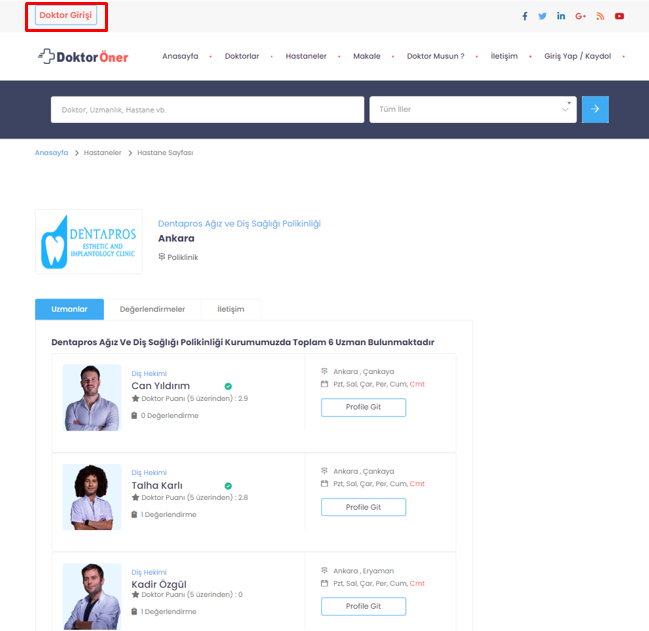 Doktor Girişi
DoktorÖner
Anasayfa
Doktorlar
Hastaneler
Makale
Doktor Musun ?
İletişim
Giriş Yap / Kaydol
Doktor, Uzmanlık, Hastane vb.
Tüm İller
Anasayfa > Hastaneler > Hastane Sayfası
DENTAPROS
ESTHETIC AND
IMPLANTOLOGY CLINIC
Dentapros Ağız ve Diş Sağlığı Polikinliği
Ankara
Poliklinik
Uzmanlar
Değerlendirmeler
İletişim
Dentapros Ağız Ve Diş Sağlığı Polikinliği Kurumumuzda Toplam 6 Uzman Bulunmaktadır
Diş Hekimi
Can Yıldırım
Doktor Puanı (5 üzerinden) : 2.9
0 Değerlendirme
Ankara , Çankaya
Pzt, Sal, Çar, Per, Cum, Cmt
Profile Git
Diş Hekimi
Talha Karlı
Doktor Puanı (5 üzerinden) : 2.8
1 Değerlendirme
Ankara , Çankaya
Pzt, Sal, Çar, Per, Cum, Cmt
Profile Git
Diş Hekimi
Kadir Özgül
Doktor Puanı (5 üzerinden) : 0
1 Değerlendirme
Ankara , Eryaman
Pzt, Sal, Çar, Per, Cum, Cmt
Profile Git